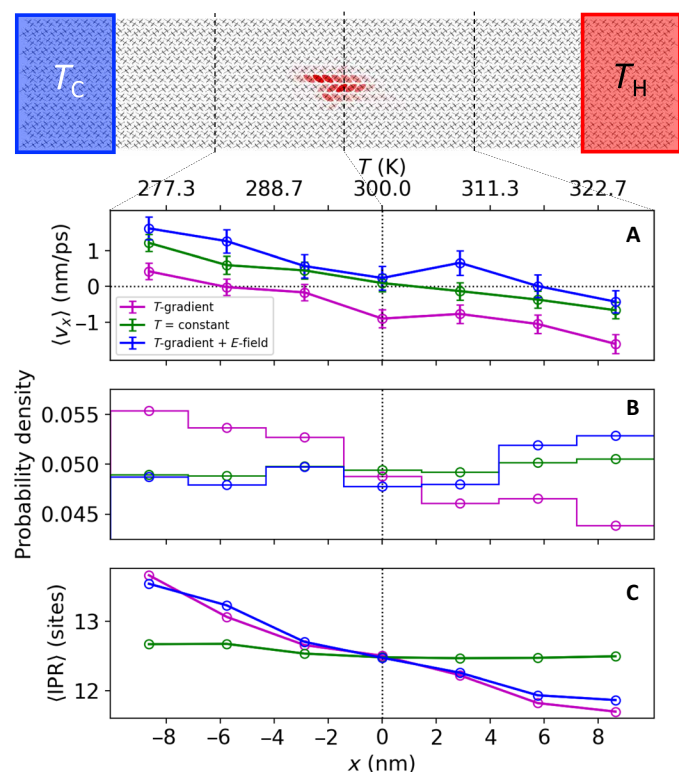 T_C
T_H
T (K)
277.3 288.7 300.0 311.3 322.7
A
⟨v_x⟩ (nm/ps)
1
0
−1
T-gradient
T = constant
T-gradient + E-field
B
Probability density
0.055
0.050
0.045
C
⟨IPR⟩ (sites)
13
12
−8 −6 −4 −2 0 2 4 6 8
x (nm)